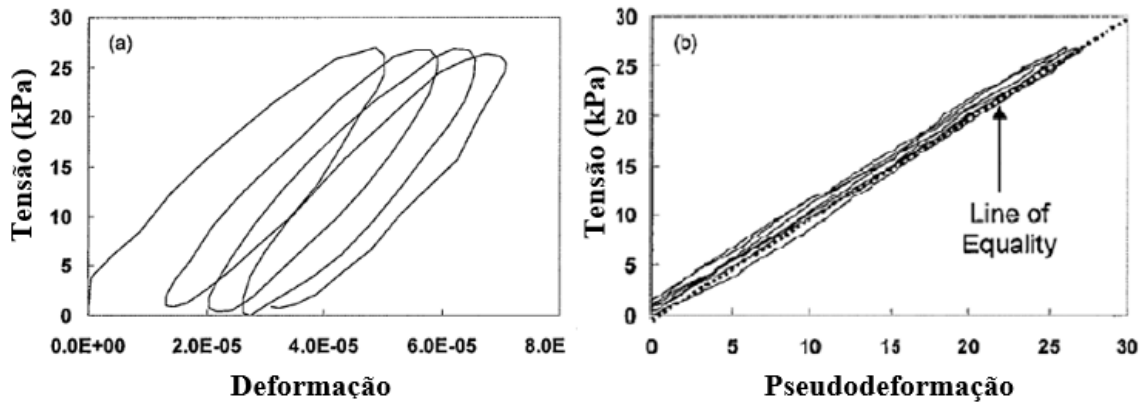 (a)
Tensão (kPa)
30
25
20
15
10
5
0
0.0E+00 2.0E-05 4.0E-05 6.0E-05 8.0E
Deformação
(b)
Tensão (kPa)
30
25
20
15
10
5
0
Line of
Equality
0 5 10 15 20 25 30
Pseudodeformação